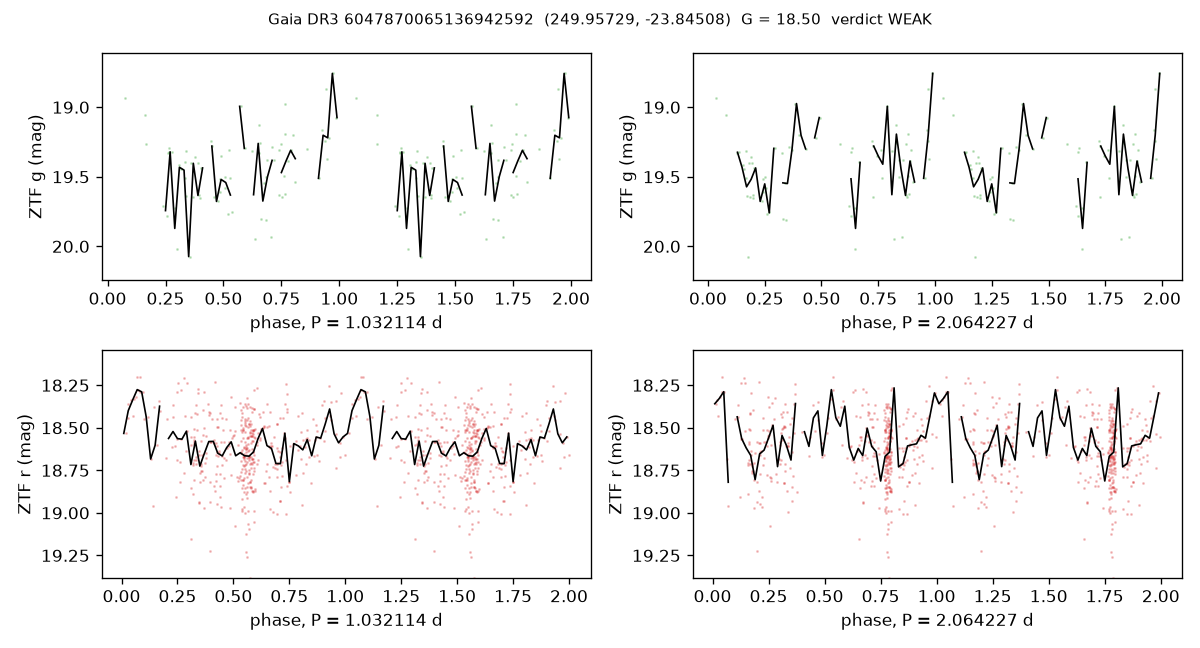 Gaia DR3 6047870065136942592 (249.95729, -23.84508) G = 18.50 verdict WEAK
ZTF g (mag)
19.0
19.5
20.0
0.00 0.25 0.50 0.75 1.00 1.25 1.50 1.75 2.00
phase, P = 1.032114 d
ZTF g (mag)
19.0
19.5
20.0
0.00 0.25 0.50 0.75 1.00 1.25 1.50 1.75 2.00
phase, P = 2.064227 d
ZTF r (mag)
18.25
18.50
18.75
19.00
19.25
0.00 0.25 0.50 0.75 1.00 1.25 1.50 1.75 2.00
phase, P = 1.032114 d
ZTF r (mag)
18.25
18.50
18.75
19.00
19.25
0.00 0.25 0.50 0.75 1.00 1.25 1.50 1.75 2.00
phase, P = 2.064227 d